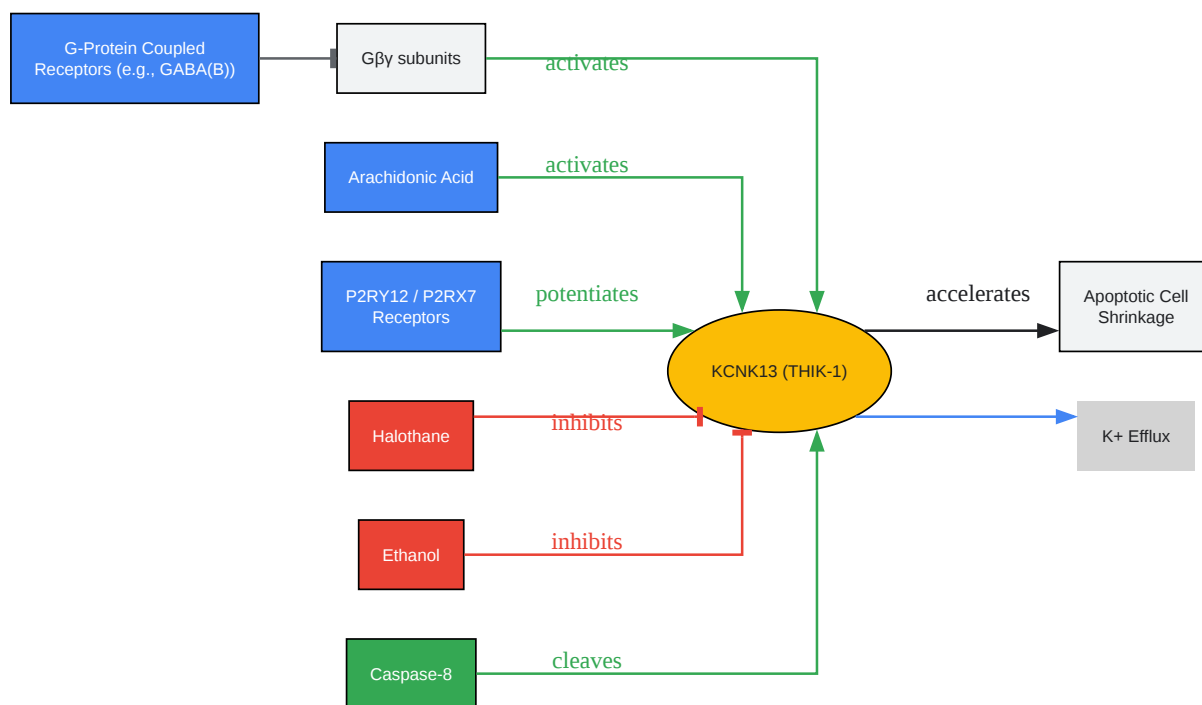 G-Protein Coupled
Receptors (e.g., GABA(B))
Gβγ subunits
activates
Arachidonic Acid
activates
P2RY12 / P2RX7
Receptors
potentiates
accelerates
Apoptotic Cell
Shrinkage
KCNK13 (THIK-1)
Halothane
inhibits
K+ Efflux
Ethanol
inhibits
Caspase-8
cleaves